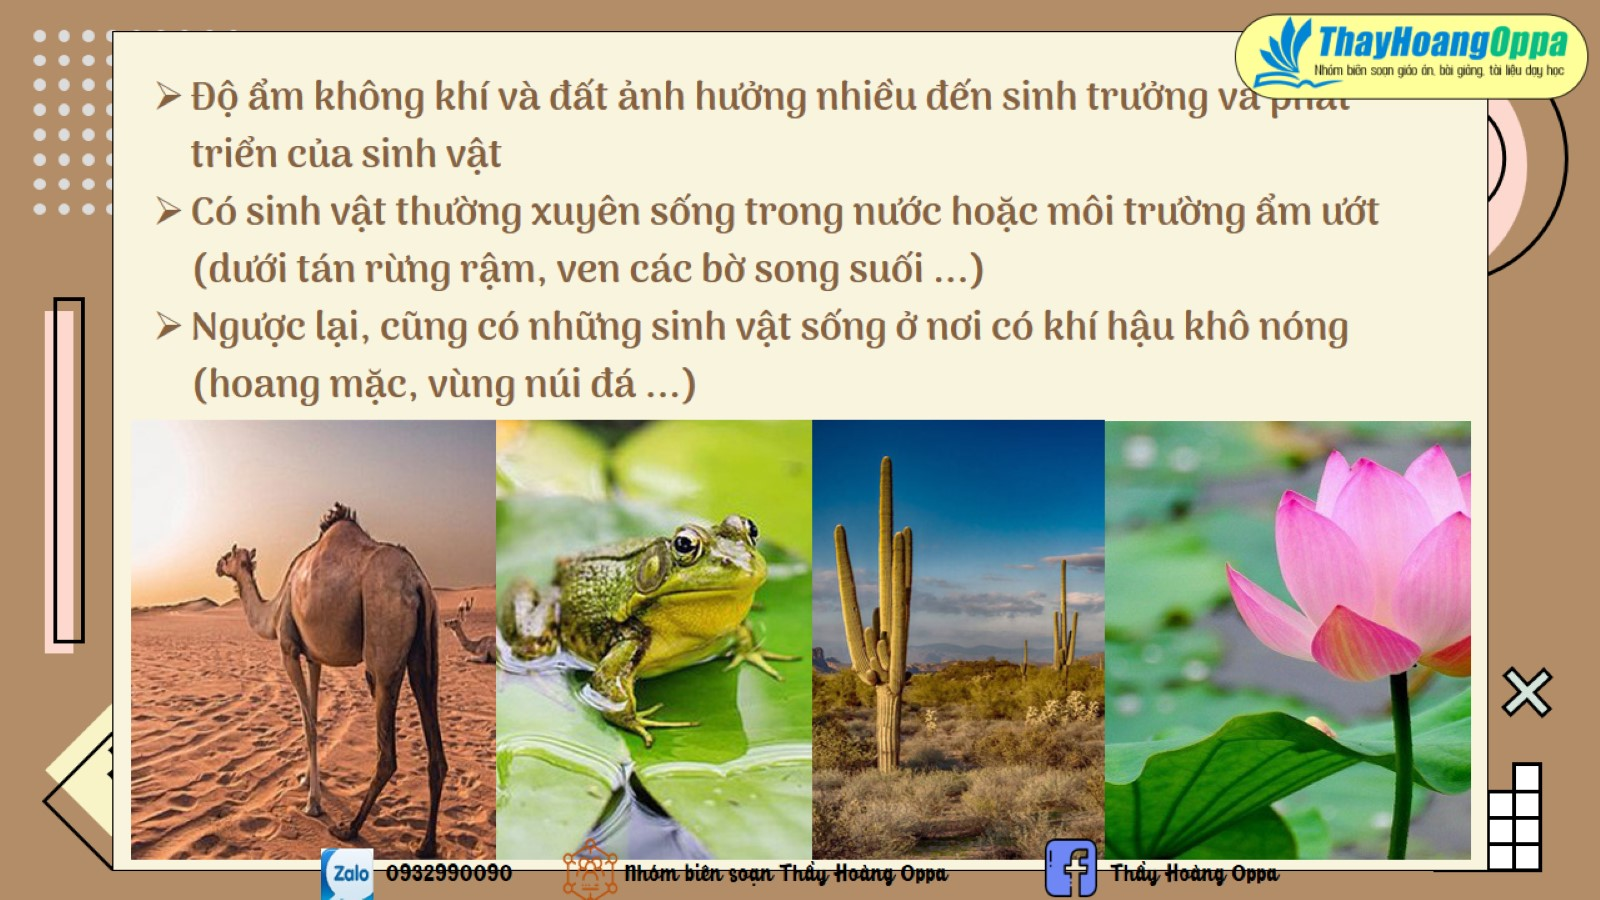 ThayHoangOppa
Nhóm biên soạn giáo án, bài giảng, tài liệu dạy học
➢ Độ ẩm không khí và đất ảnh hưởng nhiều đến sinh trưởng và phát
triển của sinh vật
➢ Có sinh vật thường xuyên sống trong nước hoặc môi trường ẩm ướt
(dưới tán rừng rậm, ven các bờ song suối ...)
➢ Ngược lại, cũng có những sinh vật sống ở nơi có khí hậu khô nóng
(hoang mặc, vùng núi đá ...)
Zalo 0932990090 Nhóm biên soạn Thầy Hoàng Oppa Thầy Hoàng Oppa